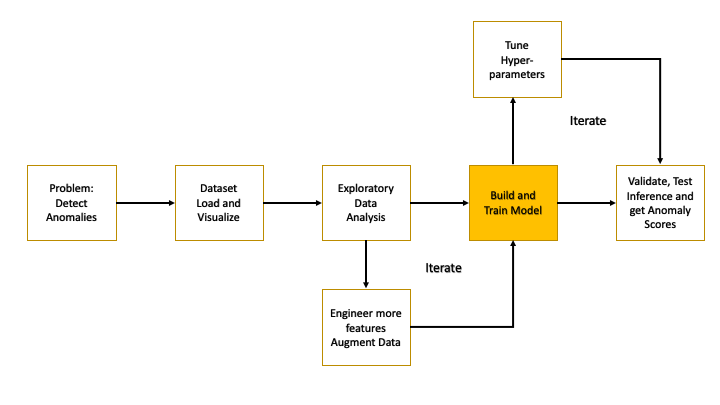 Tune
Hyper-
parameters
Iterate
Problem:
Detect
Anomalies
Dataset
Load and
Visualize
Exploratory
Data
Analysis
Build and
Train Model
Validate, Test
Inference and
get Anomaly
Scores
Iterate
Engineer more
features
Augment Data